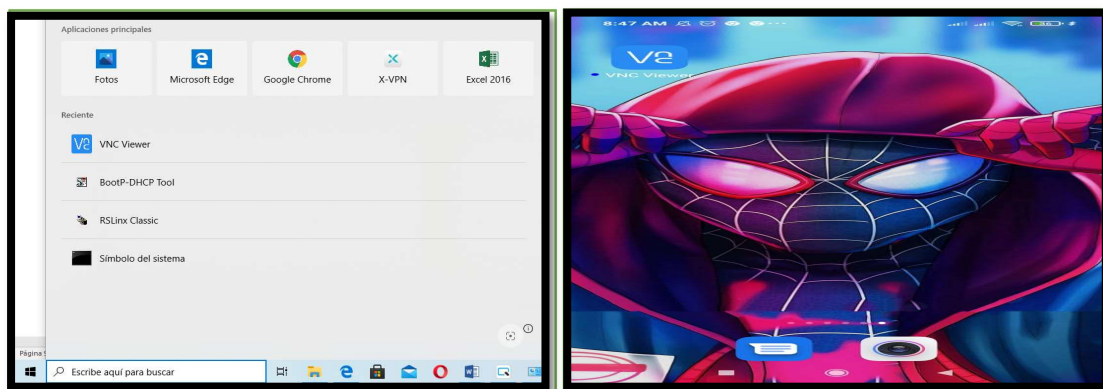 Aplicaciones principales
Fotos
Microsoft Edge
Google Chrome
X-VPN
Excel 2016
Reciente
VNC Viewer
BootP-DHCP Tool
RSLinx Classic
Símbolo del sistema
Página
Escribe aquí para buscar
8:47 AM
VNC Viewer